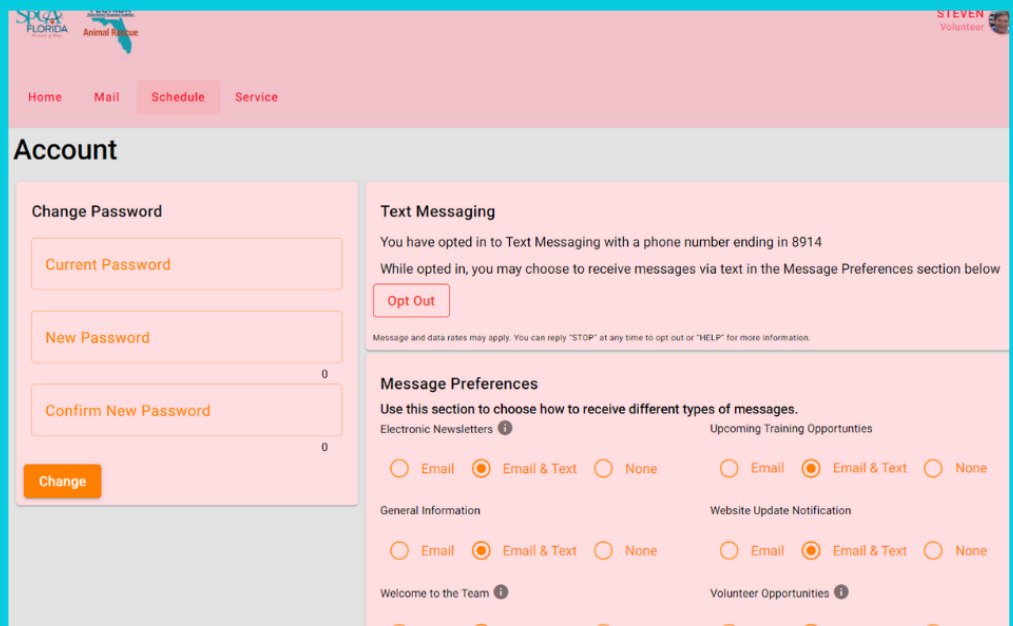 SPCA
FLORIDA
FLORIDA
Animal Rescue
STEVEN
Volunteer
Home Mail Schedule Service
Account
Change Password
Current Password
New Password
0
Confirm New Password
0
Change
Text Messaging
You have opted in to Text Messaging with a phone number ending in 8914
While opted in, you may choose to receive messages via text in the Message Preferences section below
Opt Out
Message and data rates may apply. You can reply "STOP" at any time to opt out or "HELP" for more information.
Message Preferences
Use this section to choose how to receive different types of messages.
Electronic Newsletters
Upcoming Training Opportunties
Email Email & Text None
Email Email & Text None
General Information
Website Update Notification
Email Email & Text None
Email Email & Text None
Welcome to the Team
Volunteer Opportunities